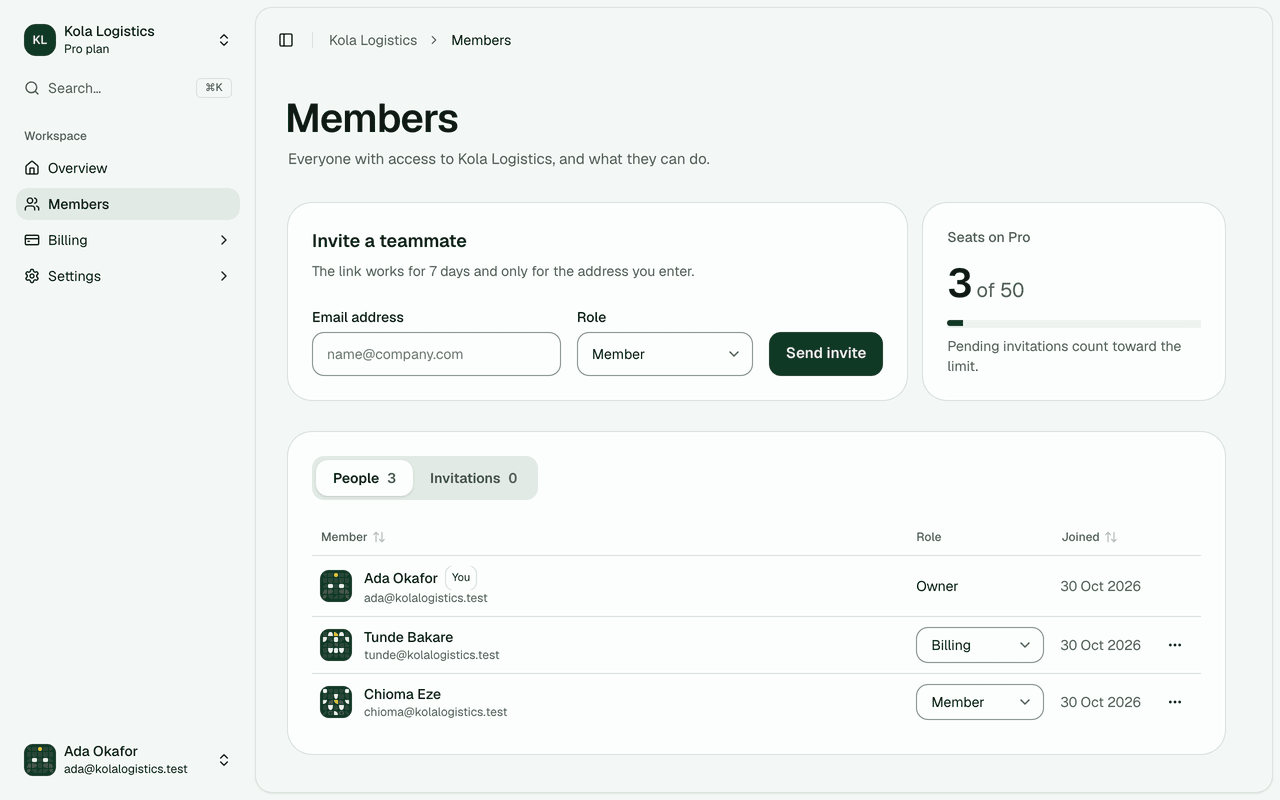 KL
Kola Logistics
Pro plan
Search...
⌘K
Workspace
Overview
Members
Billing
Settings
Ada Okafor
ada@kolalogistics.test
Kola Logistics
Members
Members
Everyone with access to Kola Logistics, and what they can do.
Invite a teammate
The link works for 7 days and only for the address you enter.
Email address
Role
name@company.com
Member
Send invite
Seats on Pro
3 of 50
Pending invitations count toward the
limit.
People 3
Invitations 0
Member
Role
Joined
Ada Okafor You
ada@kolalogistics.test
Owner
30 Oct 2026
Tunde Bakare
tunde@kolalogistics.test
Billing
30 Oct 2026
Chioma Eze
chioma@kolalogistics.test
Member
30 Oct 2026